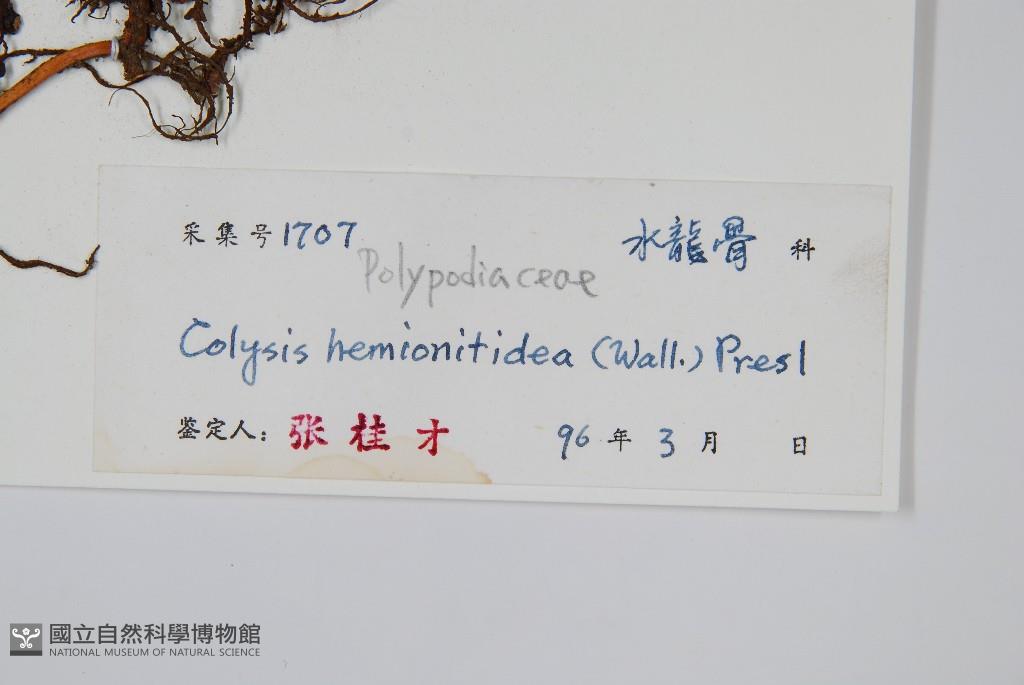 采集号 1707 水龍骨 科
Polypodiaceae
Colysis hemionitidea (Wall.) Presl
鉴定人: 张桂才 96 年 3 月 日
國立自然科學博物館
NATIONAL MUSEUM OF NATURAL SCIENCE